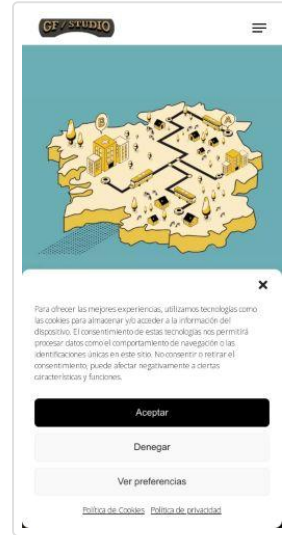 GF/STUDIO
B
A
Para ofrecer las mejores experiencias, utilizamos tecnologías como
las cookies para almacenar y/o acceder a la información del
dispositivo. El consentimiento de estas tecnologías nos permitirá
procesar datos como el comportamiento de navegación o las
identificaciones únicas en este sitio. No consentir o retirar el
consentimiento, puede afectar negativamente a ciertas
características y funciones.
Aceptar
Denegar
Ver preferencias
Política de Cookies Política de privacidad